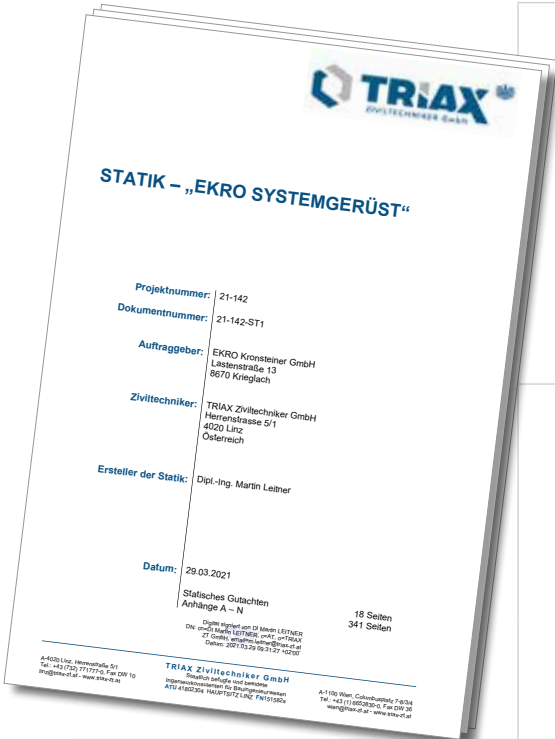 TRIAX
ZIVILTECHNIKER GmbH
STATIK – „EKRO SYSTEMGERÜST“
Projektnummer: 21-142
Dokumentnummer: 21-142-ST1
Auftraggeber: EKRO Kronsteiner GmbH
Lastenstraße 13
8670 Krieglach
Ziviltechniker: TRIAX Ziviltechniker GmbH
Herrenstrasse 5/1
4020 Linz
Österreich
Ersteller der Statik: Dipl.-Ing. Martin Leitner
Datum: 29.03.2021
Statisches Gutachten 18 Seiten
Anhänge A – N 341 Seiten
Digital signiert von DI Martin LEITNER
DN: cn=DI Martin LEITNER, c=AT, o=TRIAX
ZT GmbH, email=m.leitner@triax-zt.at
Datum: 2021.03.29 09:31:27 +02'00'
A-4020 Linz, Herrenstraße 5/1
Tel.: +43 (732) 771777-0, Fax DW 10
linz@triax-zt.at - www.triax-zt.at
TRIAX Ziviltechniker GmbH
Staatlich befugte und beeidete
Ingenieurkonsulenten für Bauingenieurwesen
ATU 41802304 HAUPTSITZ LINZ FN151582s
A-1100 Wien, Columbusplatz 7-8/3/4
Tel.: +43 (1) 6652830-0, Fax DW 36
wien@triax-zt.at - www.triax-zt.at